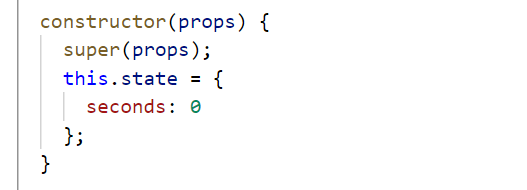 constructor(props) {
  super(props);
  this.state = {
    seconds: 0
  };
}